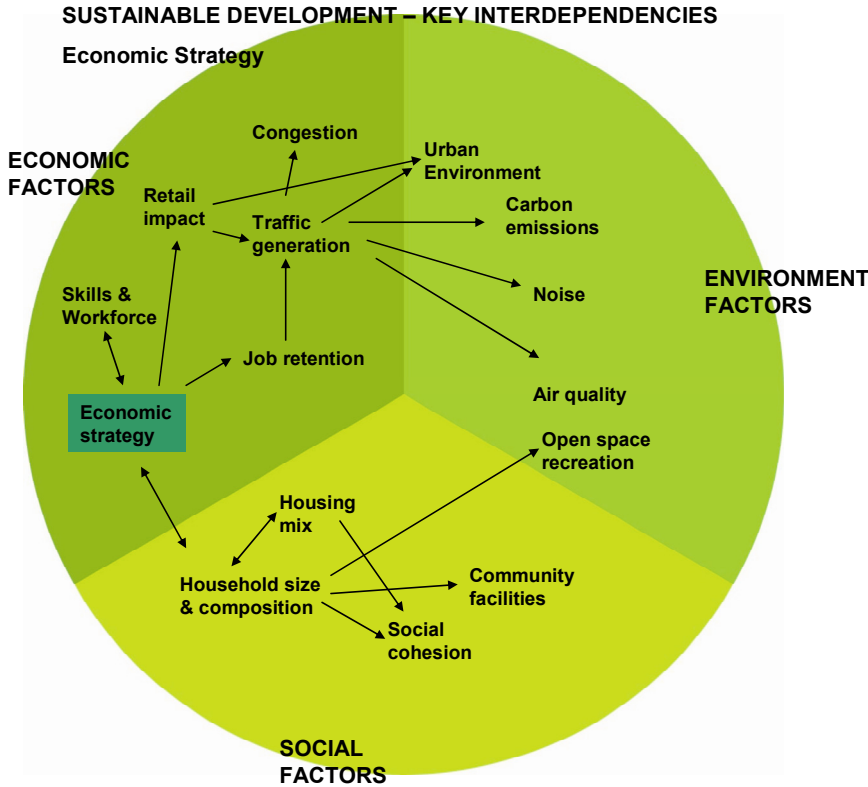 SUSTAINABLE DEVELOPMENT – KEY INTERDEPENDENCIES
Economic Strategy
ECONOMIC
FACTORS
Congestion
Urban
Environment
Retail
impact
Traffic
generation
Carbon
emissions
Skills &
Workforce
Noise
ENVIRONMENT
FACTORS
Job retention
Economic
strategy
Air quality
Open space
recreation
Housing
mix
Household size
& composition
Community
facilities
Social
cohesion
SOCIAL
FACTORS